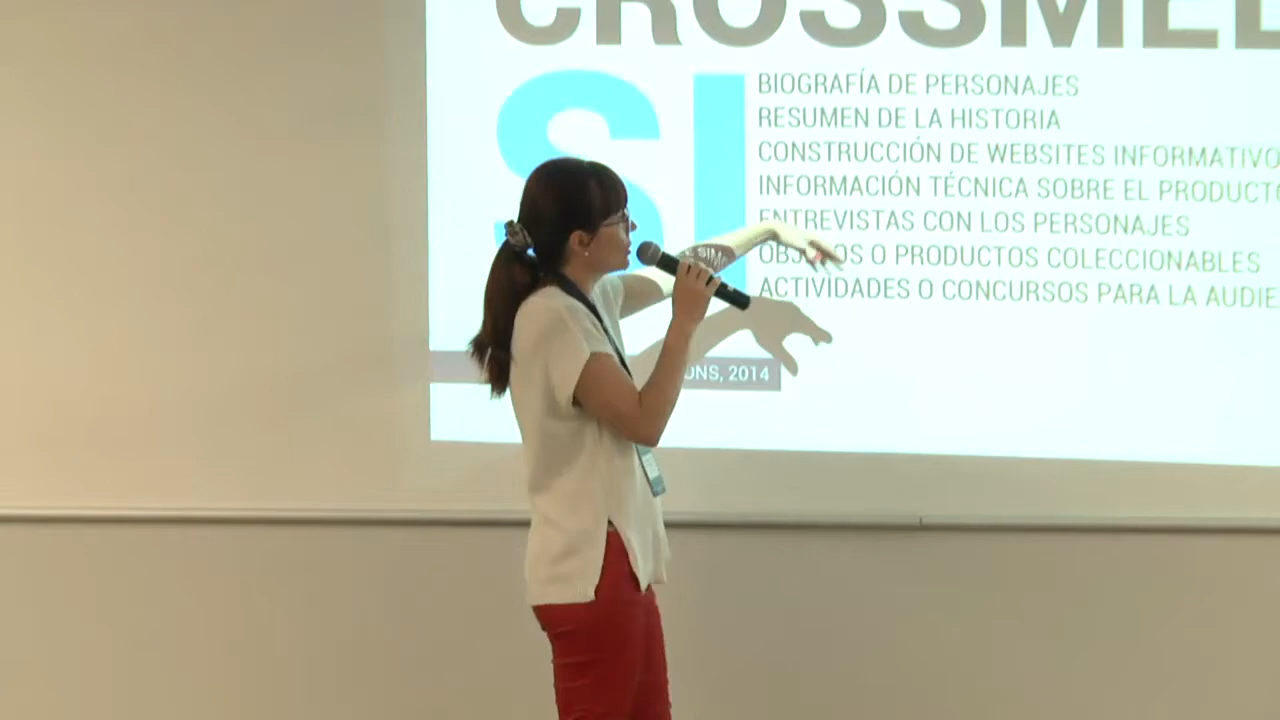 CROSSMED
SI
BIOGRAFÍA DE PERSONAJES
RESUMEN DE LA HISTORIA
CONSTRUCCIÓN DE WEBSITES INFORMATIVO
INFORMACIÓN TÉCNICA SOBRE EL PRODUCTO
ENTREVISTAS CON LOS PERSONAJES
O PRODUCTOS COLECCIONABLES
ACTIVIDADES O CONCURSOS PARA LA AUDIE
ONS, 2014